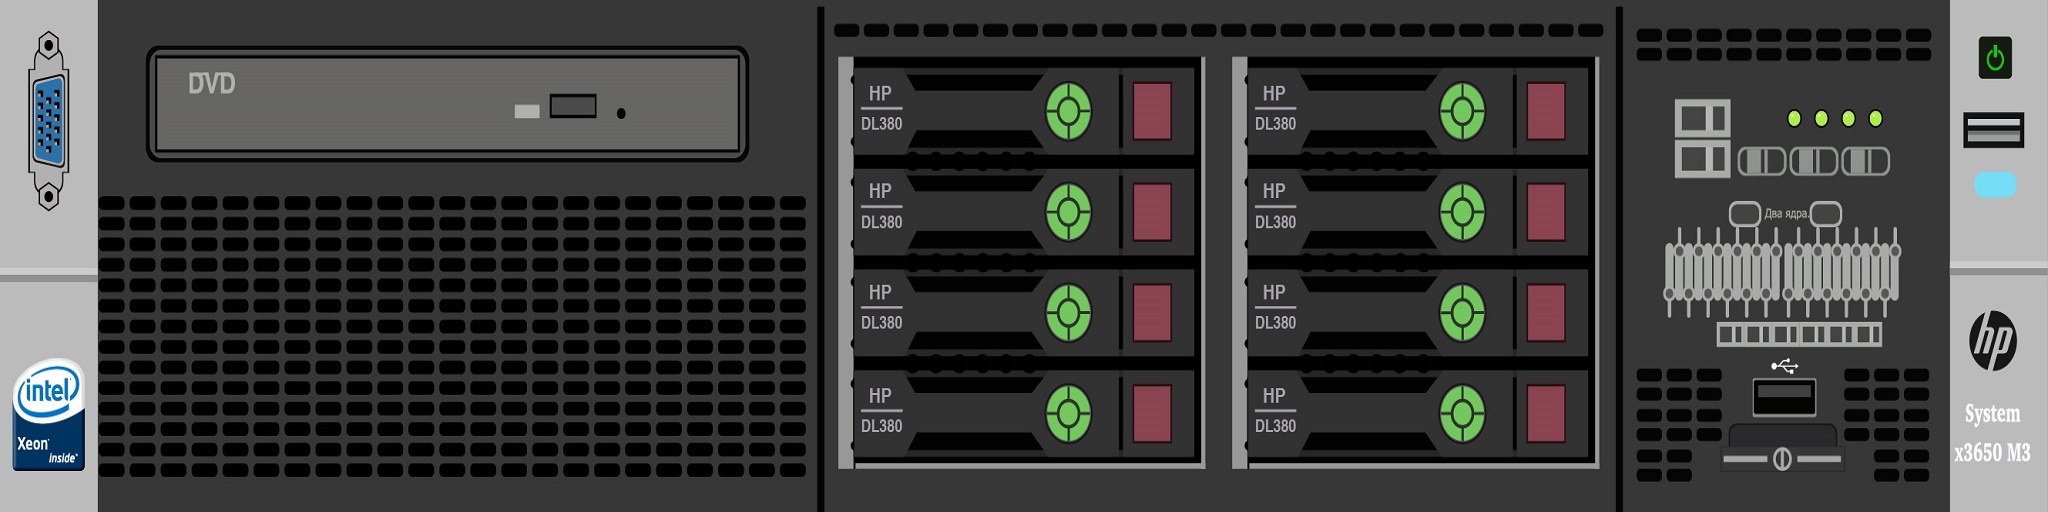 DVD
intel
Xeon
inside™
HP
DL380
HP
DL380
HP
DL380
HP
DL380
HP
DL380
HP
DL380
HP
DL380
HP
DL380
Два ядра.
hp
System
x3650 M3